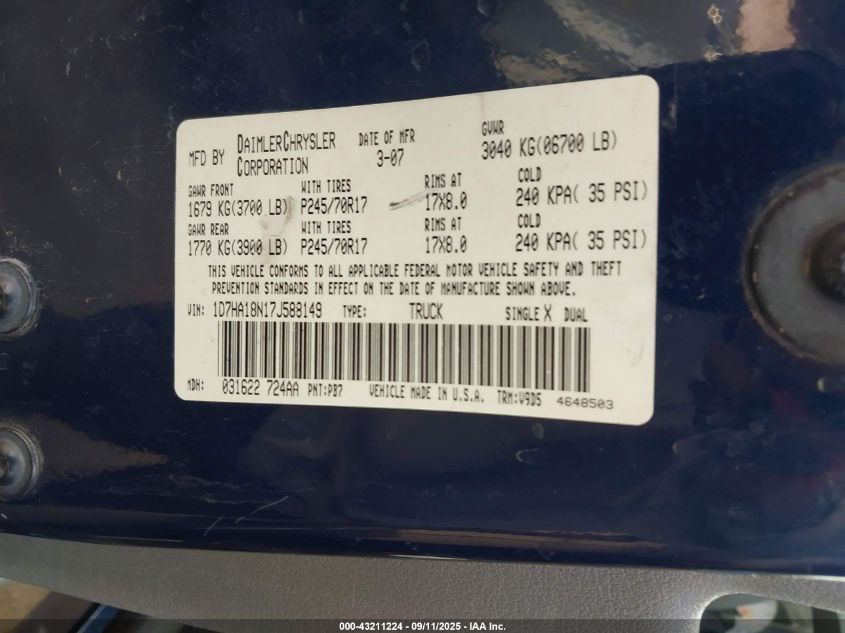 MFD BY DAIMLERCHRYSLER CORPORATION DATE OF MFR 3-07 GVWR 3040 KG(06700 LB)
GAWR FRONT WITH TIRES RIMS AT COLD
1679 KG(3700 LB) P245/70R17 17X8.0 240 KPA( 35 PSI)
GAWR REAR WITH TIRES RIMS AT COLD
1770 KG(3900 LB) P245/70R17 17X8.0 240 KPA( 35 PSI)
THIS VEHICLE CONFORMS TO ALL APPLICABLE FEDERAL MOTOR VEHICLE SAFETY AND THEFT
PREVENTION STANDARDS IN EFFECT ON THE DATE OF MANUFACTURE SHOWN ABOVE.
VIN: 1D7HA18N17J588149 TYPE: TRUCK SINGLE X DUAL
MDH: 031622 724AA PNT:PB7 VEHICLE MADE IN U.S.A. TRM:V9D5 4648503
000-43211224 - 09/11/2025 - IAA Inc.